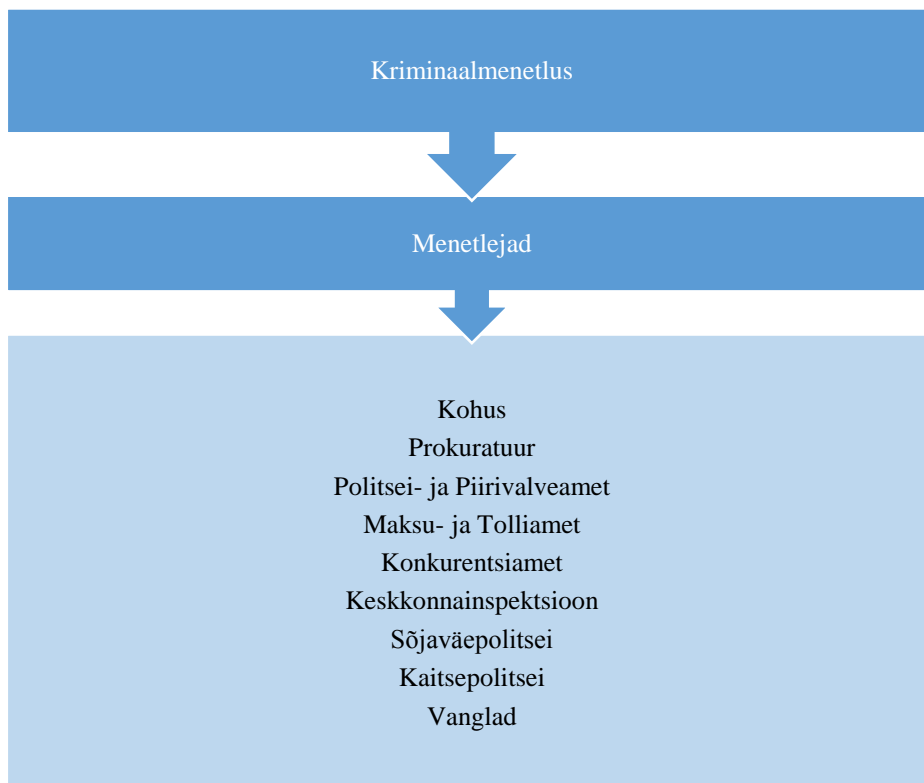 Kriminaalmenetlus
Menetlejad
Kohus
Prokuratuur
Politsei- ja Piirivalveamet
Maksu- ja Tolliamet
Konkurentsiamet
Keskkonnainspektsioon
Sõjaväepolitsei
Kaitsepolitsei
Vanglad